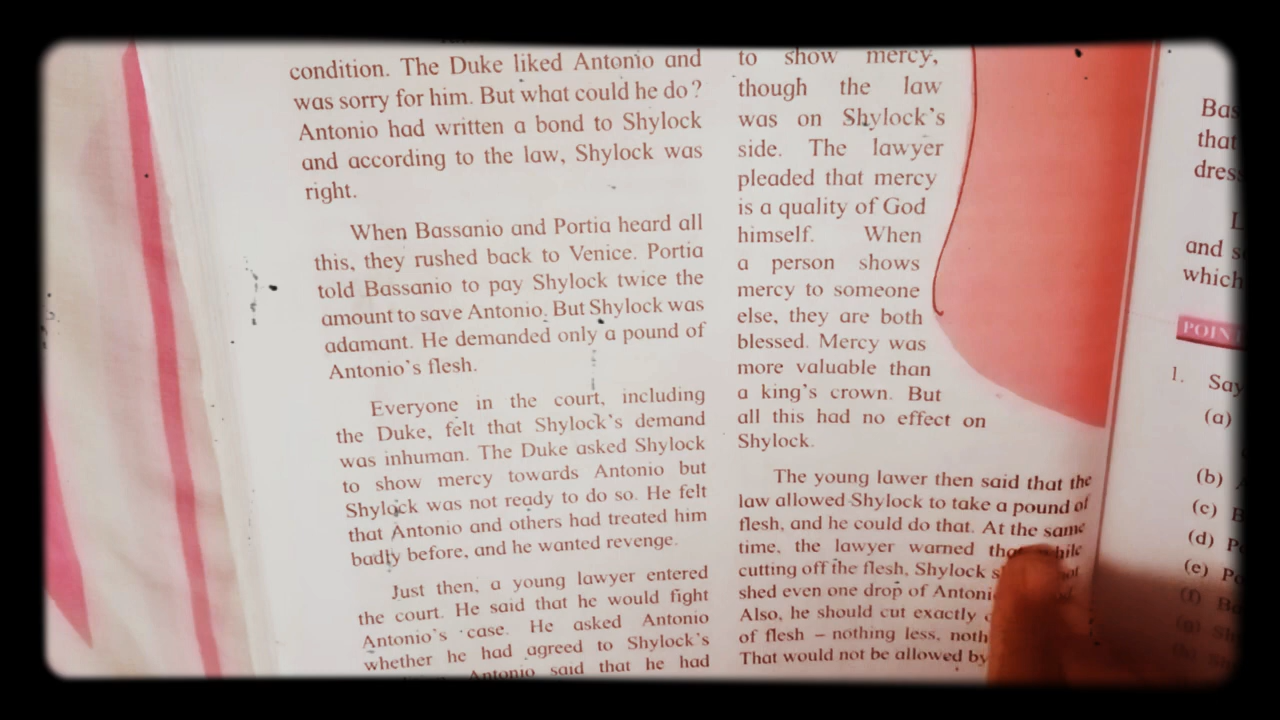 condition. The Duke liked Antonio and
was sorry for him. But what could he do?
Antonio had written a bond to Shylock
and according to the law, Shylock was
right.
When Bassanio and Portia heard all
this, they rushed back to Venice. Portia
told Bassanio to pay Shylock twice the
amount to save Antonio. But Shylock was
adamant. He demanded only a pound of
Antonio's flesh.
Everyone in the court, including
the Duke, felt that Shylock's demand
was inhuman. The Duke asked Shylock
to show mercy towards Antonio but
Shylock was not ready to do so. He felt
that Antonio and others had treated him
badly before, and he wanted revenge.
Just then, a young lawyer entered
the court. He said that he would fight
Antonio's case. He asked Antonio
whether he had agreed to Shylock's
Antonio said that he had
to show mercy,
though the law
was on Shylock's
side. The lawyer
pleaded that mercy
is a quality of God
himself. When
a person shows
mercy to someone
else, they are both
blessed. Mercy was
more valuable than
a king's crown. But
all this had no effect on
Shylock.
The young lawer then said that the
law allowed Shylock to take a pound of
flesh, and he could do that. At the same
time, the lawyer warned
cutting off the flesh, Shylock
shed even one drop of
Also, he should cut exactly
of flesh – nothing less,
That would not be allowed by
that
and
which
1. Say
(a)
(b)
(c)
(d)
(e)